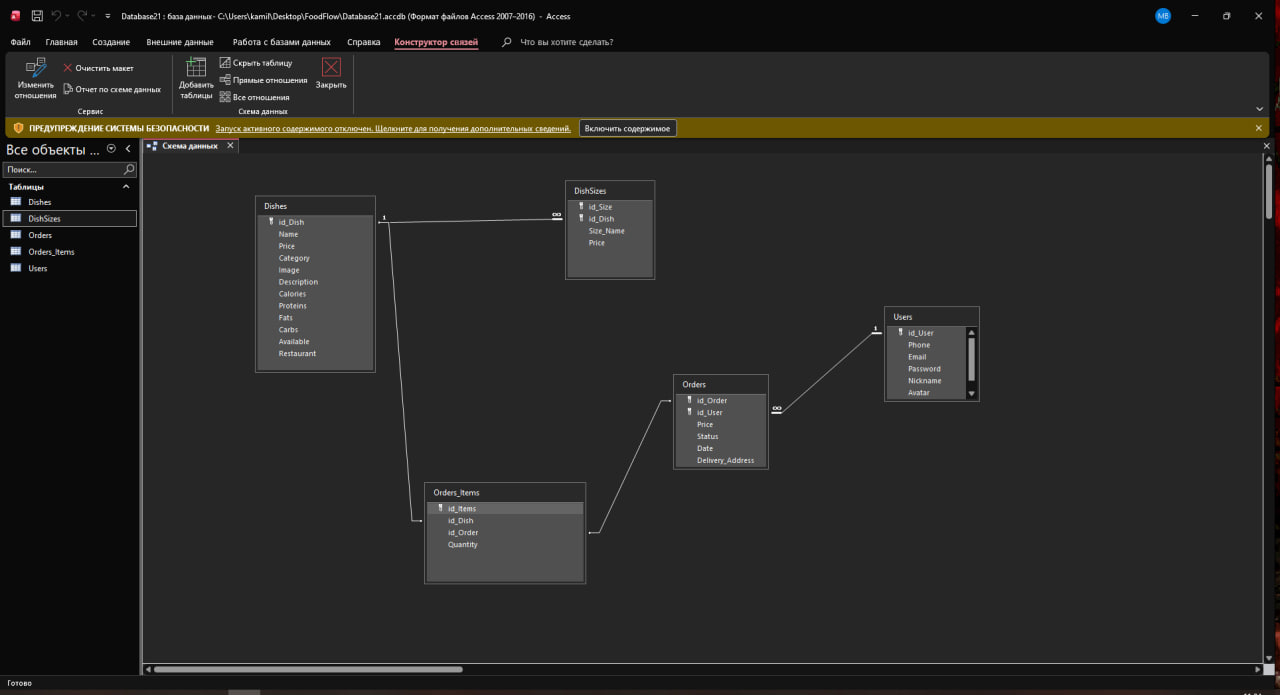 Database21 : база данных- C:\Users\kamil\Desktop\FoodFlow\Database21.accdb (Формат файлов Access 2007–2016) - Access
MB
Файл Главная Создание Внешние данные Работа с базами данных Справка Конструктор связей Что вы хотите сделать?
Изменить отношения
Очистить макет
Отчет по схеме данных
Сервис
Добавить таблицы
Скрыть таблицу
Прямые отношения
Все отношения
Схема данных
Закрыть
ПРЕДУПРЕЖДЕНИЕ СИСТЕМЫ БЕЗОПАСНОСТИ Запуск активного содержимого отключен. Щелкните для получения дополнительных сведений. Включить содержимое
Все объекты ...
Поиск...
Таблицы
Dishes
DishSizes
Orders
Orders_Items
Users
Схема данных
Dishes
id_Dish
Name
Price
Category
Image
Description
Calories
Proteins
Fats
Carbs
Available
Restaurant
1
∞
DishSizes
id_Size
id_Dish
Size_Name
Price
Users
id_User
Phone
Email
Password
Nickname
Avatar
1
∞
Orders
id_Order
id_User
Price
Status
Date
Delivery_Address
Orders_Items
id_Items
id_Dish
id_Order
Quantity
Готово